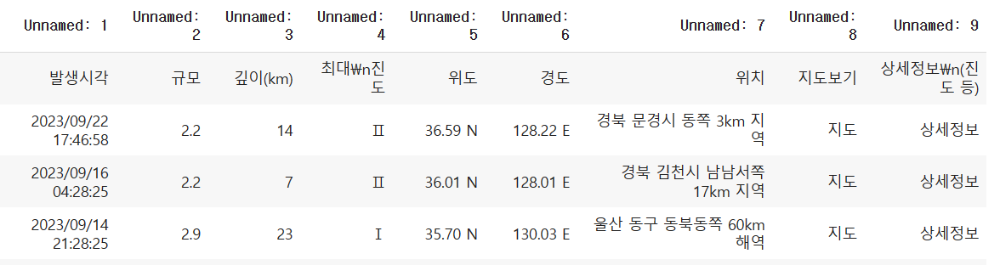 Unnamed: 1 Unnamed: 2 Unnamed: 3 Unnamed: 4 Unnamed: 5 Unnamed: 6 Unnamed: 7 Unnamed: 8 Unnamed: 9
발생시각 규모 깊이(km) 최대₩n진도 위도 경도 위치 지도보기 상세정보₩n(진도 등)
2023/09/22 17:46:58 2.2 14 Ⅱ 36.59 N 128.22 E 경북 문경시 동쪽 3km 지역 지도 상세정보
2023/09/16 04:28:25 2.2 7 Ⅱ 36.01 N 128.01 E 경북 김천시 남남서쪽 17km 지역 지도 상세정보
2023/09/14 21:28:25 2.9 23 Ⅰ 35.70 N 130.03 E 울산 동구 동북동쪽 60km 해역 지도 상세정보